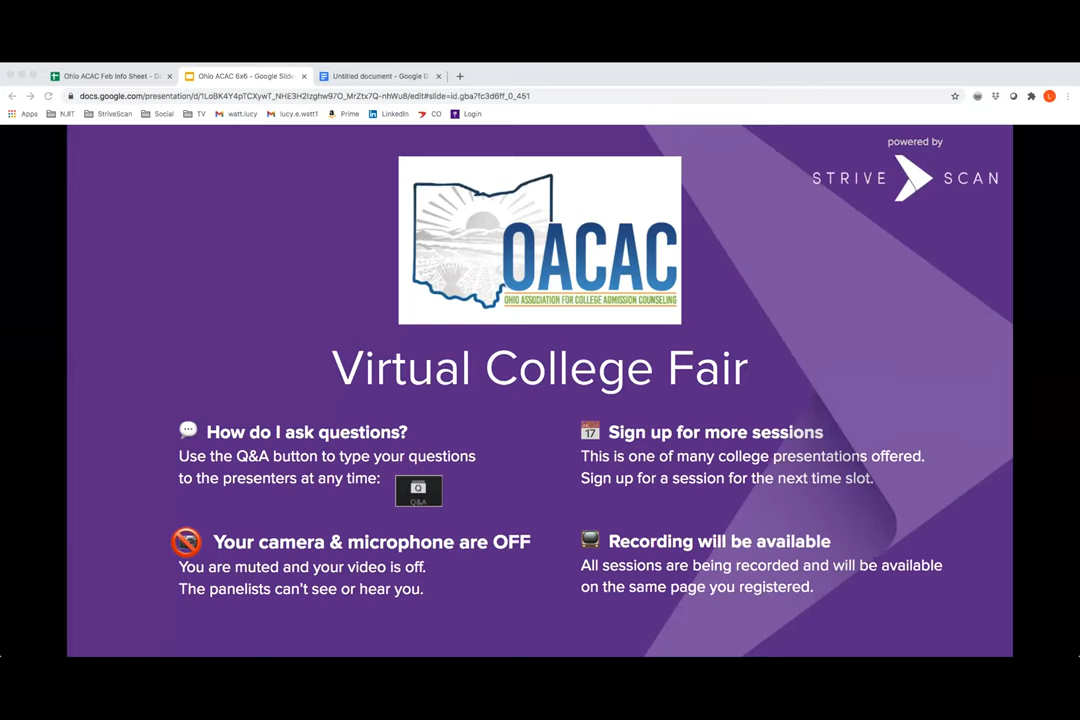 Ohio ACAC Feb Info Sheet - Go
Ohio ACAC 6x6 - Google Slide
Untitled document - Google D
docs.google.com/presentation/d/1LoBK4Y4pTCXywT_NHE3H2Izghw97O_MrZtx7Q-nhWu8/edit#slide=id.gba7fc3d6ff_0_451
Apps NJIT StriveScan Social TV watt.lucy lucy.e.watt1 Prime LinkedIn CO Login
powered by
STRIVE SCAN
OACAC
OHIO ASSOCIATION FOR COLLEGE ADMISSION COUNSELING
Virtual College Fair
How do I ask questions?
Use the Q&A button to type your questions
to the presenters at any time:
Q&A
17 Sign up for more sessions
This is one of many college presentations offered.
Sign up for a session for the next time slot.
Your camera & microphone are OFF
You are muted and your video is off.
The panelists can't see or hear you.
Recording will be available
All sessions are being recorded and will be available
on the same page you registered.